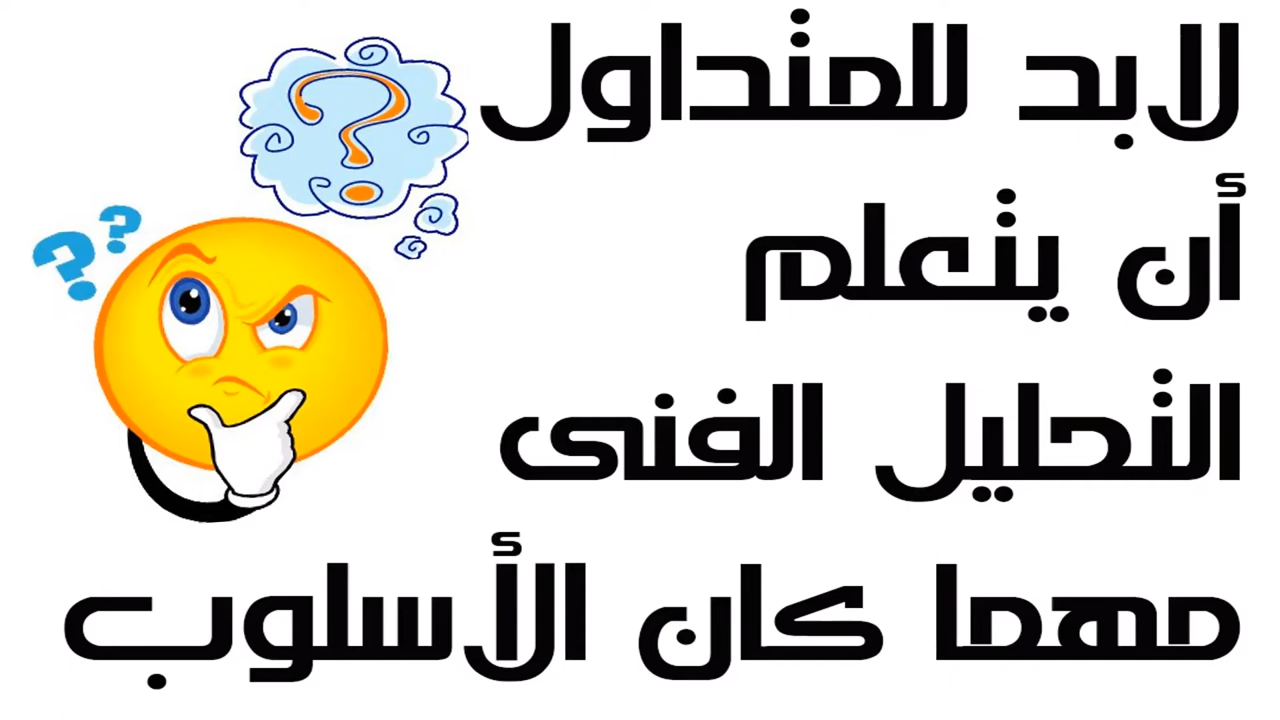 لابد للمتداول
أن يتعلم
التحليل الفنى
مهما كان الأسلوب